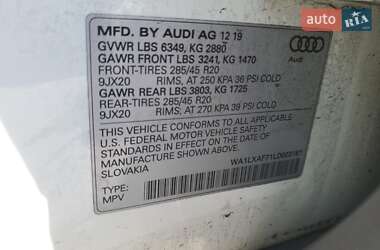 auto RIA
MFD. BY AUDI AG 12 19
GVWR LBS 6349, KG 2880
GAWR FRONT LBS 3241, KG 1470
FRONT-TIRES 285/45 R20
9JX20 RIMS, AT 250 KPA 36 PSI COLD
GAWR REAR LBS 3803, KG 1725
REAR-TIRES 285/45 R20
9JX20 RIMS, AT 270 KPA 39 PSI COLD
Audi
THIS VEHICLE CONFORMS TO ALL APPLICABLE
U.S. FEDERAL MOTOR VEHICLE SAFETY STANDARDS
IN EFFECT ON THE DATE OF MANUFACTURE
SHOWN ABOVE.
SLOVAKIA
TYPE:
MPV